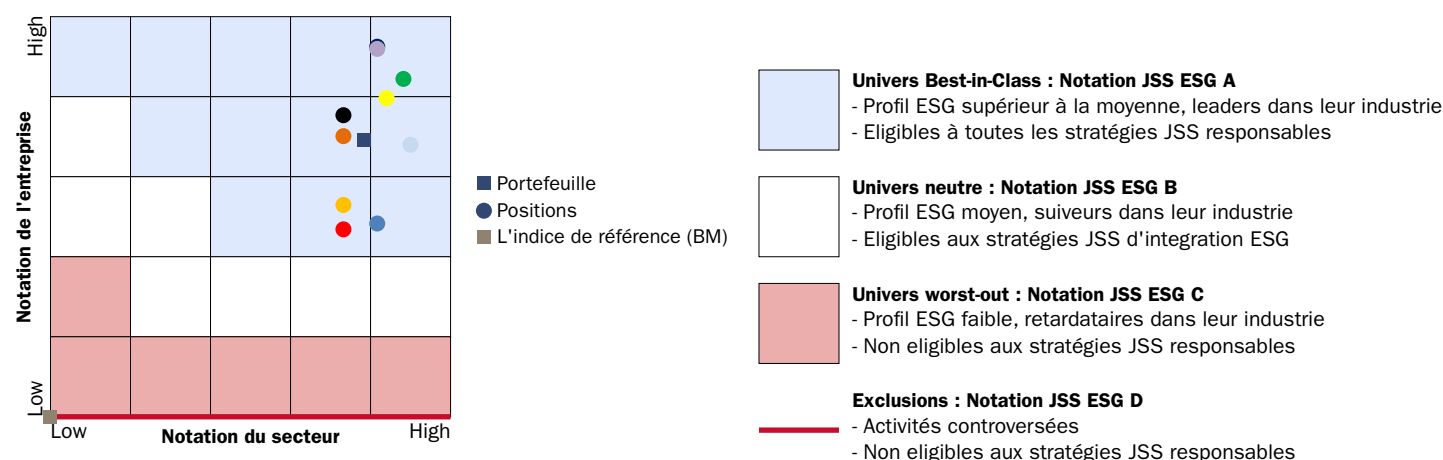 High
Notation de l'entreprise
Low
Low
Notation du secteur
High
Portefeuille
Positions
L'indice de référence (BM)
Univers Best-in-Class : Notation JSS ESG A
- Profil ESG supérieur à la moyenne, leaders dans leur industrie
- Eligibles à toutes les stratégies JSS responsables
Univers neutre : Notation JSS ESG B
- Profil ESG moyen, suiveurs dans leur industrie
- Eligibles aux stratégies JSS d'integration ESG
Univers worst-out : Notation JSS ESG C
- Profil ESG faible, retardataires dans leur industrie
- Non eligibles aux stratégies JSS responsables
Exclusions : Notation JSS ESG D
- Activités controversées
- Non eligibles aux stratégies JSS responsables